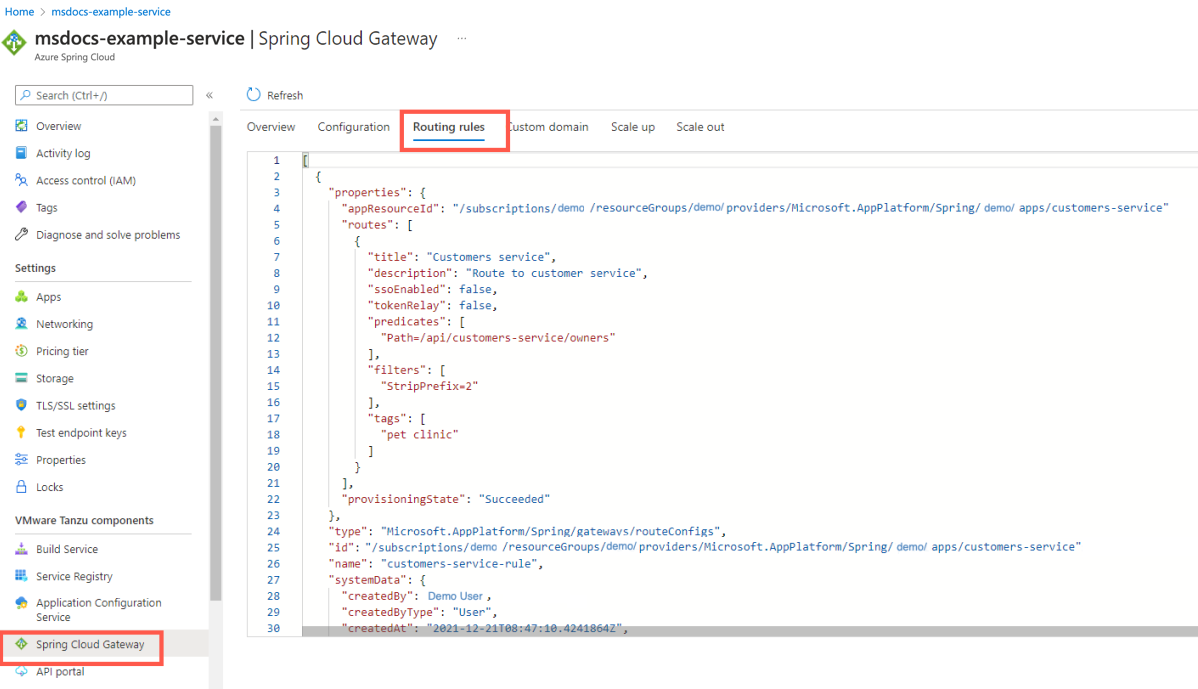 Home > msdocs-example-service
msdocs-example-service | Spring Cloud Gateway ...
Azure Spring Cloud
Search (Ctrl+/) «
Overview
Activity log
Access control (IAM)
Tags
Diagnose and solve problems
Settings
Apps
Networking
Pricing tier
Storage
TLS/SSL settings
Test endpoint keys
Properties
Locks
VMware Tanzu components
Build Service
Service Registry
Application Configuration
Service
Spring Cloud Gateway
API portal
Refresh
Overview Configuration Routing rules Custom domain Scale up Scale out
1 [
2 {
3 "properties": {
4 "appResourceId": "/subscriptions/demo /resourceGroups/demo/ providers/Microsoft.AppPlatform/Spring/ demo/ apps/customers-service"
5 "routes": [
6 {
7 "title": "Customers service",
8 "description": "Route to customer service",
9 "ssoEnabled": false,
10 "tokenRelay": false,
11 "predicates": [
12 "Path=/api/customers-service/owners"
13 ],
14 "filters": [
15 "StripPrefix=2"
16 ],
17 "tags": [
18 "pet clinic"
19 ]
20 }
21 ],
22 "provisioningState": "Succeeded"
23 },
24 "type": "Microsoft.AppPlatform/Spring/gateways/routeConfigs",
25 "id": "/subscriptions/demo /resourceGroups/demo/ providers/Microsoft.AppPlatform/Spring/ demo/ apps/customers-service"
26 "name": "customers-service-rule",
27 "systemData": {
28 "createdBy": Demo User ,
29 "createdByType": "User",
30 "createdAt": "2021-12-21T08:47:10.4241864Z",